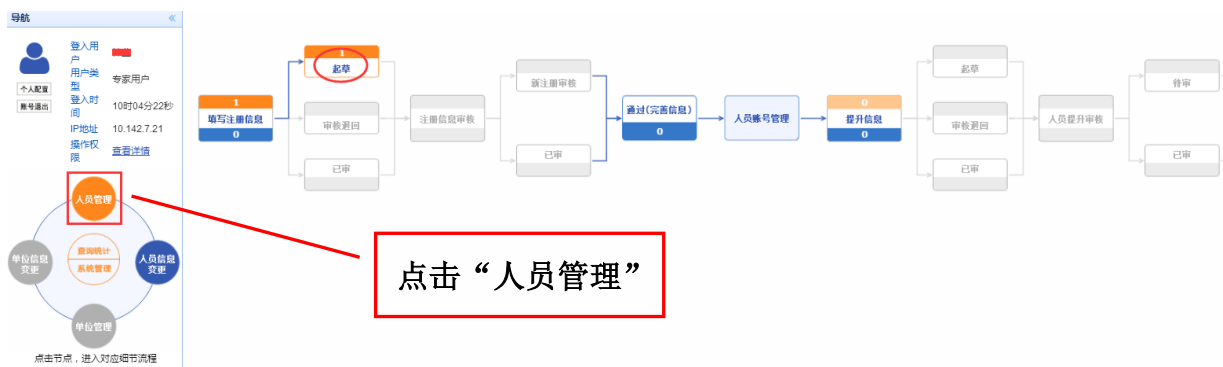 导航
«
登入用
户
用户类
型
专家用户
登入时
间
10时04分22秒
IP地址
10.142.7.21
操作权
限
查看详情
个人配置
账号退出
人员管理
单位信息
变更
查询统计
系统管理
人员信息
变更
单位管理
点击节点，进入对应细节流程
1
填写注册信息
0
1
起草
审核退回
已审
注册信息审核
新注册审核
已审
通过(完善信息)
0
人员账号管理
0
提升信息
0
起草
审核退回
已审
人员提升审核
待审
已审
点击“人员管理”